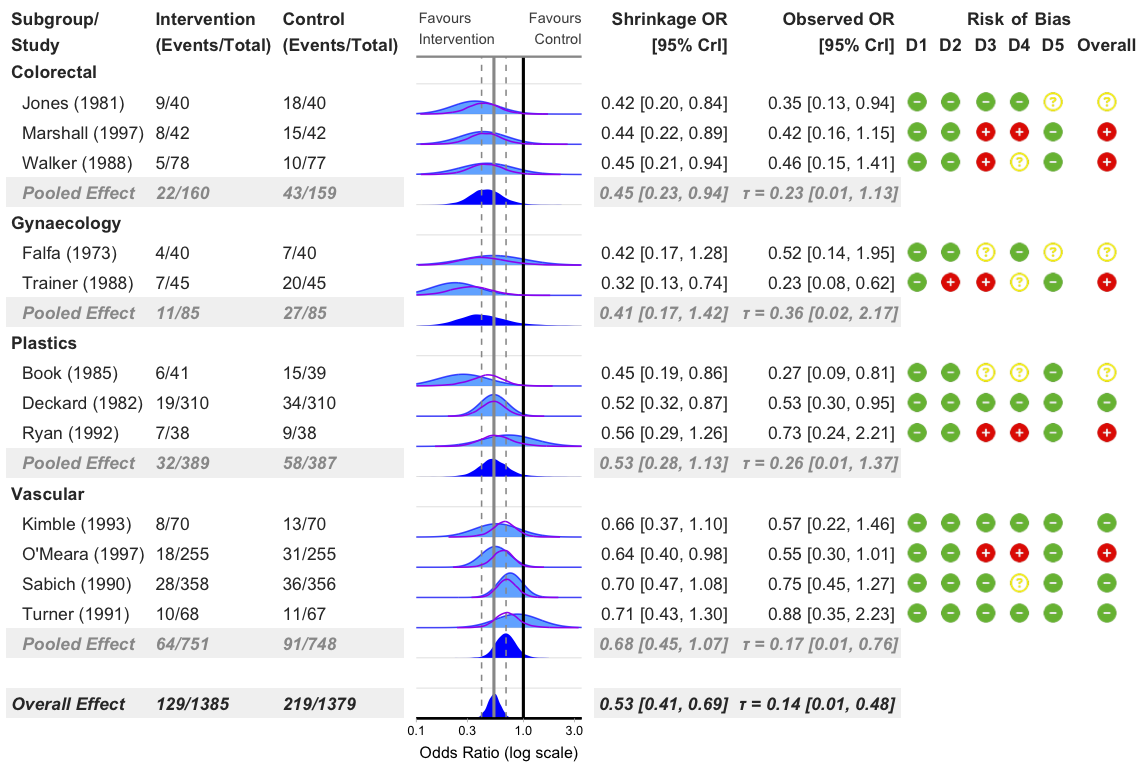 Subgroup/ Intervention Control Favours Favours Shrinkage OR Observed OR Risk of Bias
Study (Events/Total) (Events/Total) Intervention Control [95% CrI] [95% CrI] D1 D2 D3 D4 D5 Overall
Colorectal
Jones (1981) 9/40 18/40 0.42 [0.20, 0.84] 0.35 [0.13, 0.94] − − − − ? ?
Marshall (1997) 8/42 15/42 0.44 [0.22, 0.89] 0.42 [0.16, 1.15] − − + + − +
Walker (1988) 5/78 10/77 0.45 [0.21, 0.94] 0.46 [0.15, 1.41] − − + ? − +
Pooled Effect 22/160 43/159 0.45 [0.23, 0.94] τ = 0.23 [0.01, 1.13]
Gynaecology
Falfa (1973) 4/40 7/40 0.42 [0.17, 1.28] 0.52 [0.14, 1.95] − − ? − ? ?
Trainer (1988) 7/45 20/45 0.32 [0.13, 0.74] 0.23 [0.08, 0.62] − + + ? − +
Pooled Effect 11/85 27/85 0.41 [0.17, 1.42] τ = 0.36 [0.02, 2.17]
Plastics
Book (1985) 6/41 15/39 0.45 [0.19, 0.86] 0.27 [0.09, 0.81] − − ? ? − ?
Deckard (1982) 19/310 34/310 0.52 [0.32, 0.87] 0.53 [0.30, 0.95] − − − − − −
Ryan (1992) 7/38 9/38 0.56 [0.29, 1.26] 0.73 [0.24, 2.21] − − + + − +
Pooled Effect 32/389 58/387 0.53 [0.28, 1.13] τ = 0.26 [0.01, 1.37]
Vascular
Kimble (1993) 8/70 13/70 0.66 [0.37, 1.10] 0.57 [0.22, 1.46] − − − − − −
O'Meara (1997) 18/255 31/255 0.64 [0.40, 0.98] 0.55 [0.30, 1.01] − − + + − +
Sabich (1990) 28/358 36/356 0.70 [0.47, 1.08] 0.75 [0.45, 1.27] − − − ? − −
Turner (1991) 10/68 11/67 0.71 [0.43, 1.30] 0.88 [0.35, 2.23] − − − − − −
Pooled Effect 64/751 91/748 0.68 [0.45, 1.07] τ = 0.17 [0.01, 0.76]
Overall Effect 129/1385 219/1379 0.53 [0.41, 0.69] τ = 0.14 [0.01, 0.48]
0.1 0.3 1.0 3.0
Odds Ratio (log scale)